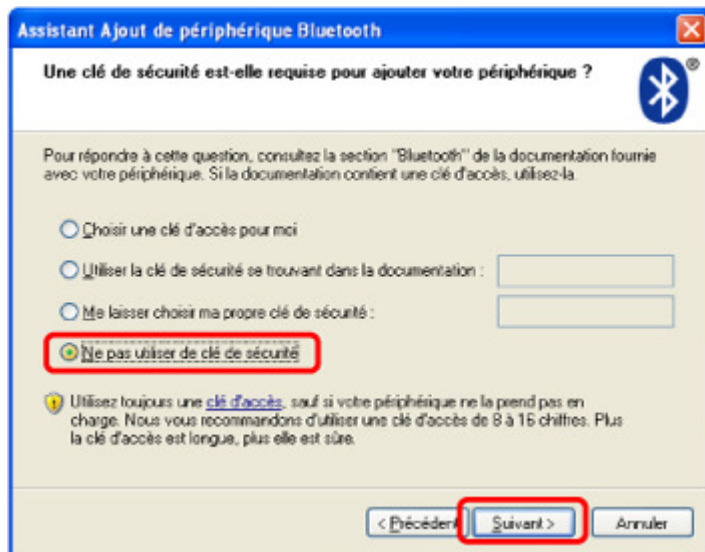 Assistant Ajout de périphérique Bluetooth
Une clé de sécurité est-elle requise pour ajouter votre périphérique ?
®
Pour répondre à cette question, consultez la section "Bluetooth" de la documentation fournie
avec votre périphérique. Si la documentation contient une clé d'accès, utilisez-la.
Choisir une clé d'accès pour moi
Utiliser la clé de sécurité se trouvant dans la documentation :
Me laisser choisir ma propre clé de sécurité :
Ne pas utiliser de clé de sécurité
Utilisez toujours une clé d'accès, sauf si votre périphérique ne la prend pas en
charge. Nous vous recommandons d'utiliser une clé d'accès de 8 à 16 chiffres. Plus
la clé d'accès est longue, plus elle est sûre.
< Précédent Suivant > Annuler